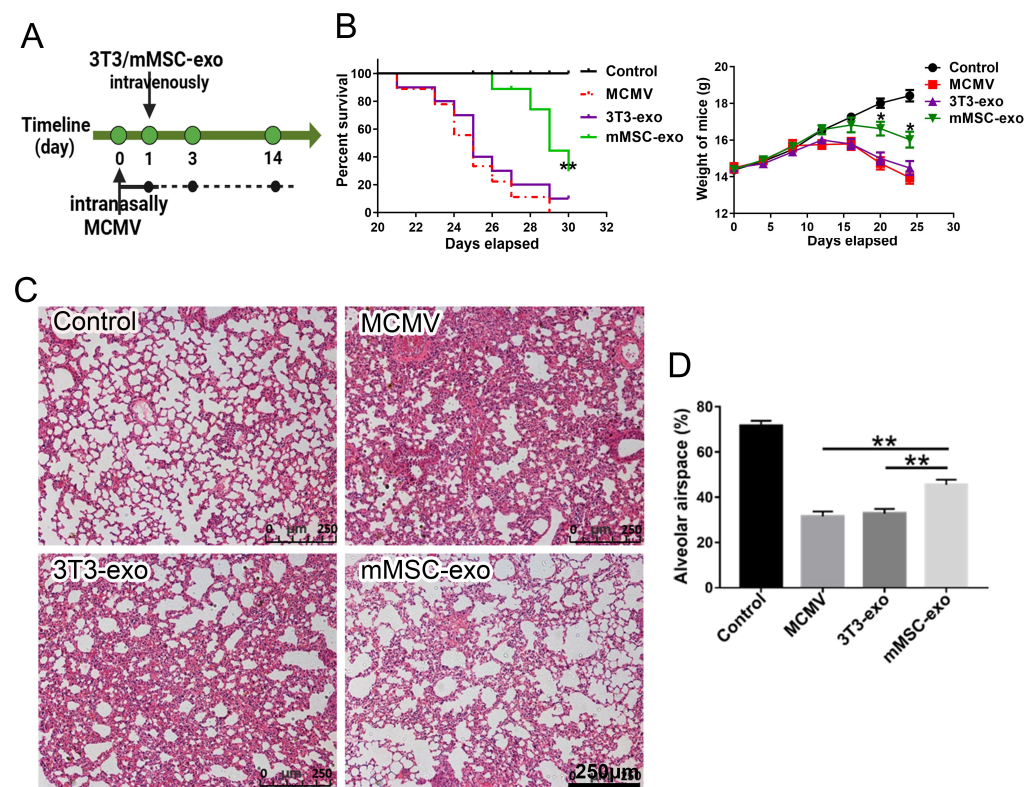 A
3T3/mMSC-exo
intravenously
Timeline
(day)
0 1 3 14
intranasally
MCMV
B
Percent survival
100
80
60
40
20
0
20 22 24 26 28 30 32
Days elapsed
Control
MCMV
3T3-exo
mMSC-exo
**
Weight of mice (g)
20
18
16
14
12
0 5 10 15 20 25 30
Days elapsed
Control
MCMV
3T3-exo
mMSC-exo
*
*
C
Control
0 μm 250
MCMV
0 μm 250
3T3-exo
0 μm 250
mMSC-exo
250μm
D
Alveolar airspace (%)
80
60
40
20
0
**
**
Control
MCMV
3T3-exo
mMSC-exo